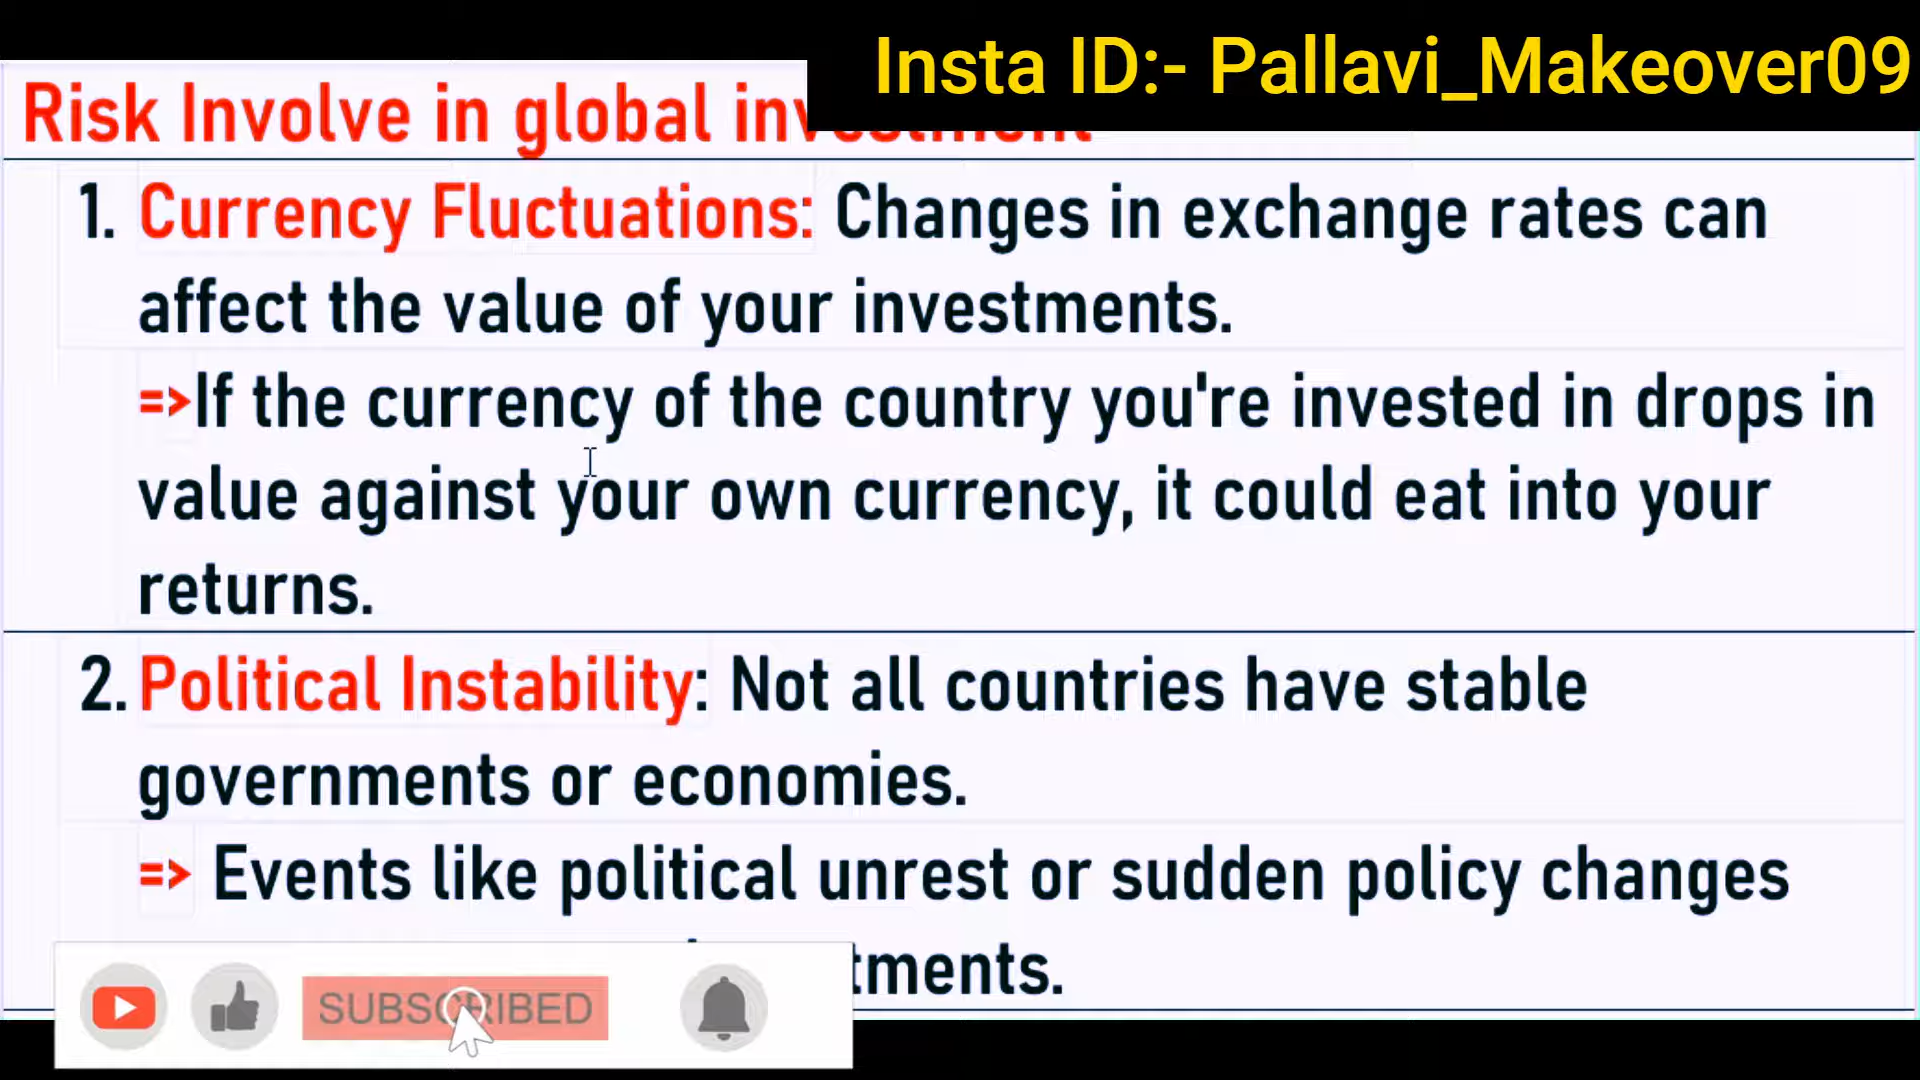 Insta ID:- Pallavi_Makeover09
Risk Involve in global investment
1. Currency Fluctuations: Changes in exchange rates can
affect the value of your investments.
=>If the currency of the country you're invested in drops in
value against your own currency, it could eat into your
returns.
2. Political Instability: Not all countries have stable
governments or economies.
=> Events like political unrest or sudden policy changes
tments.
SUBSCRIBED